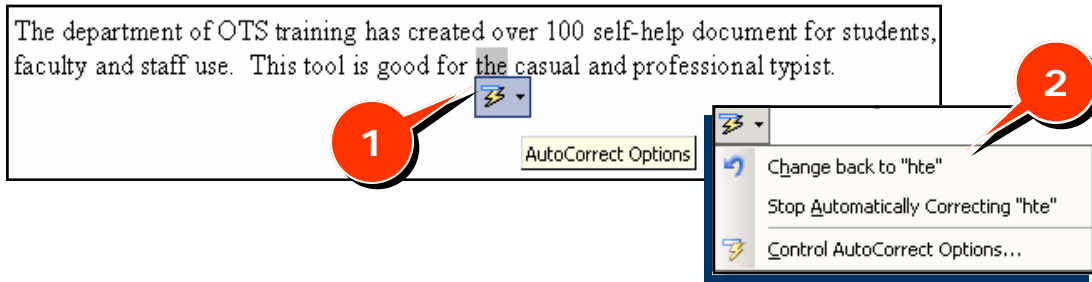 The department of OTS training has created over 100 self-help document for students,
faculty and staff use.  This tool is good for the casual and professional typist.
1
AutoCorrect Options
2
Change back to "hte"
Stop Automatically Correcting "hte"
Control AutoCorrect Options...